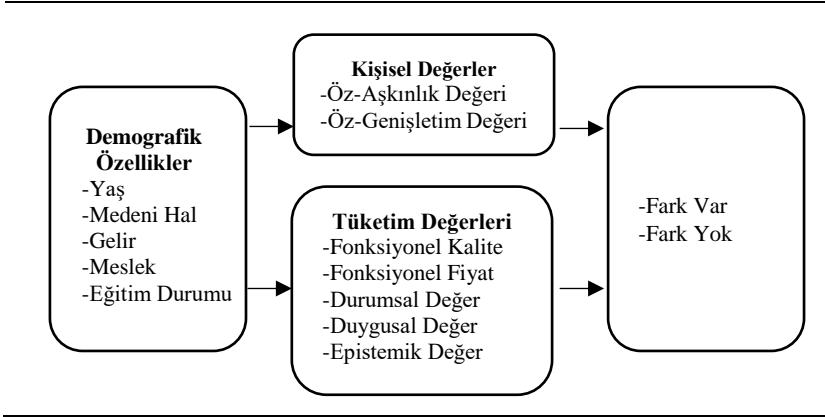 Demografik
Özellikler
-Yaş
-Medeni Hal
-Gelir
-Meslek
-Eğitim Durumu
Kişisel Değerler
-Öz-Aşkınlık Değeri
-Öz-Genişletim Değeri
Tüketim Değerleri
-Fonksiyonel Kalite
-Fonksiyonel Fiyat
-Durumsal Değer
-Duygusal Değer
-Epistemik Değer
-Fark Var
-Fark Yok